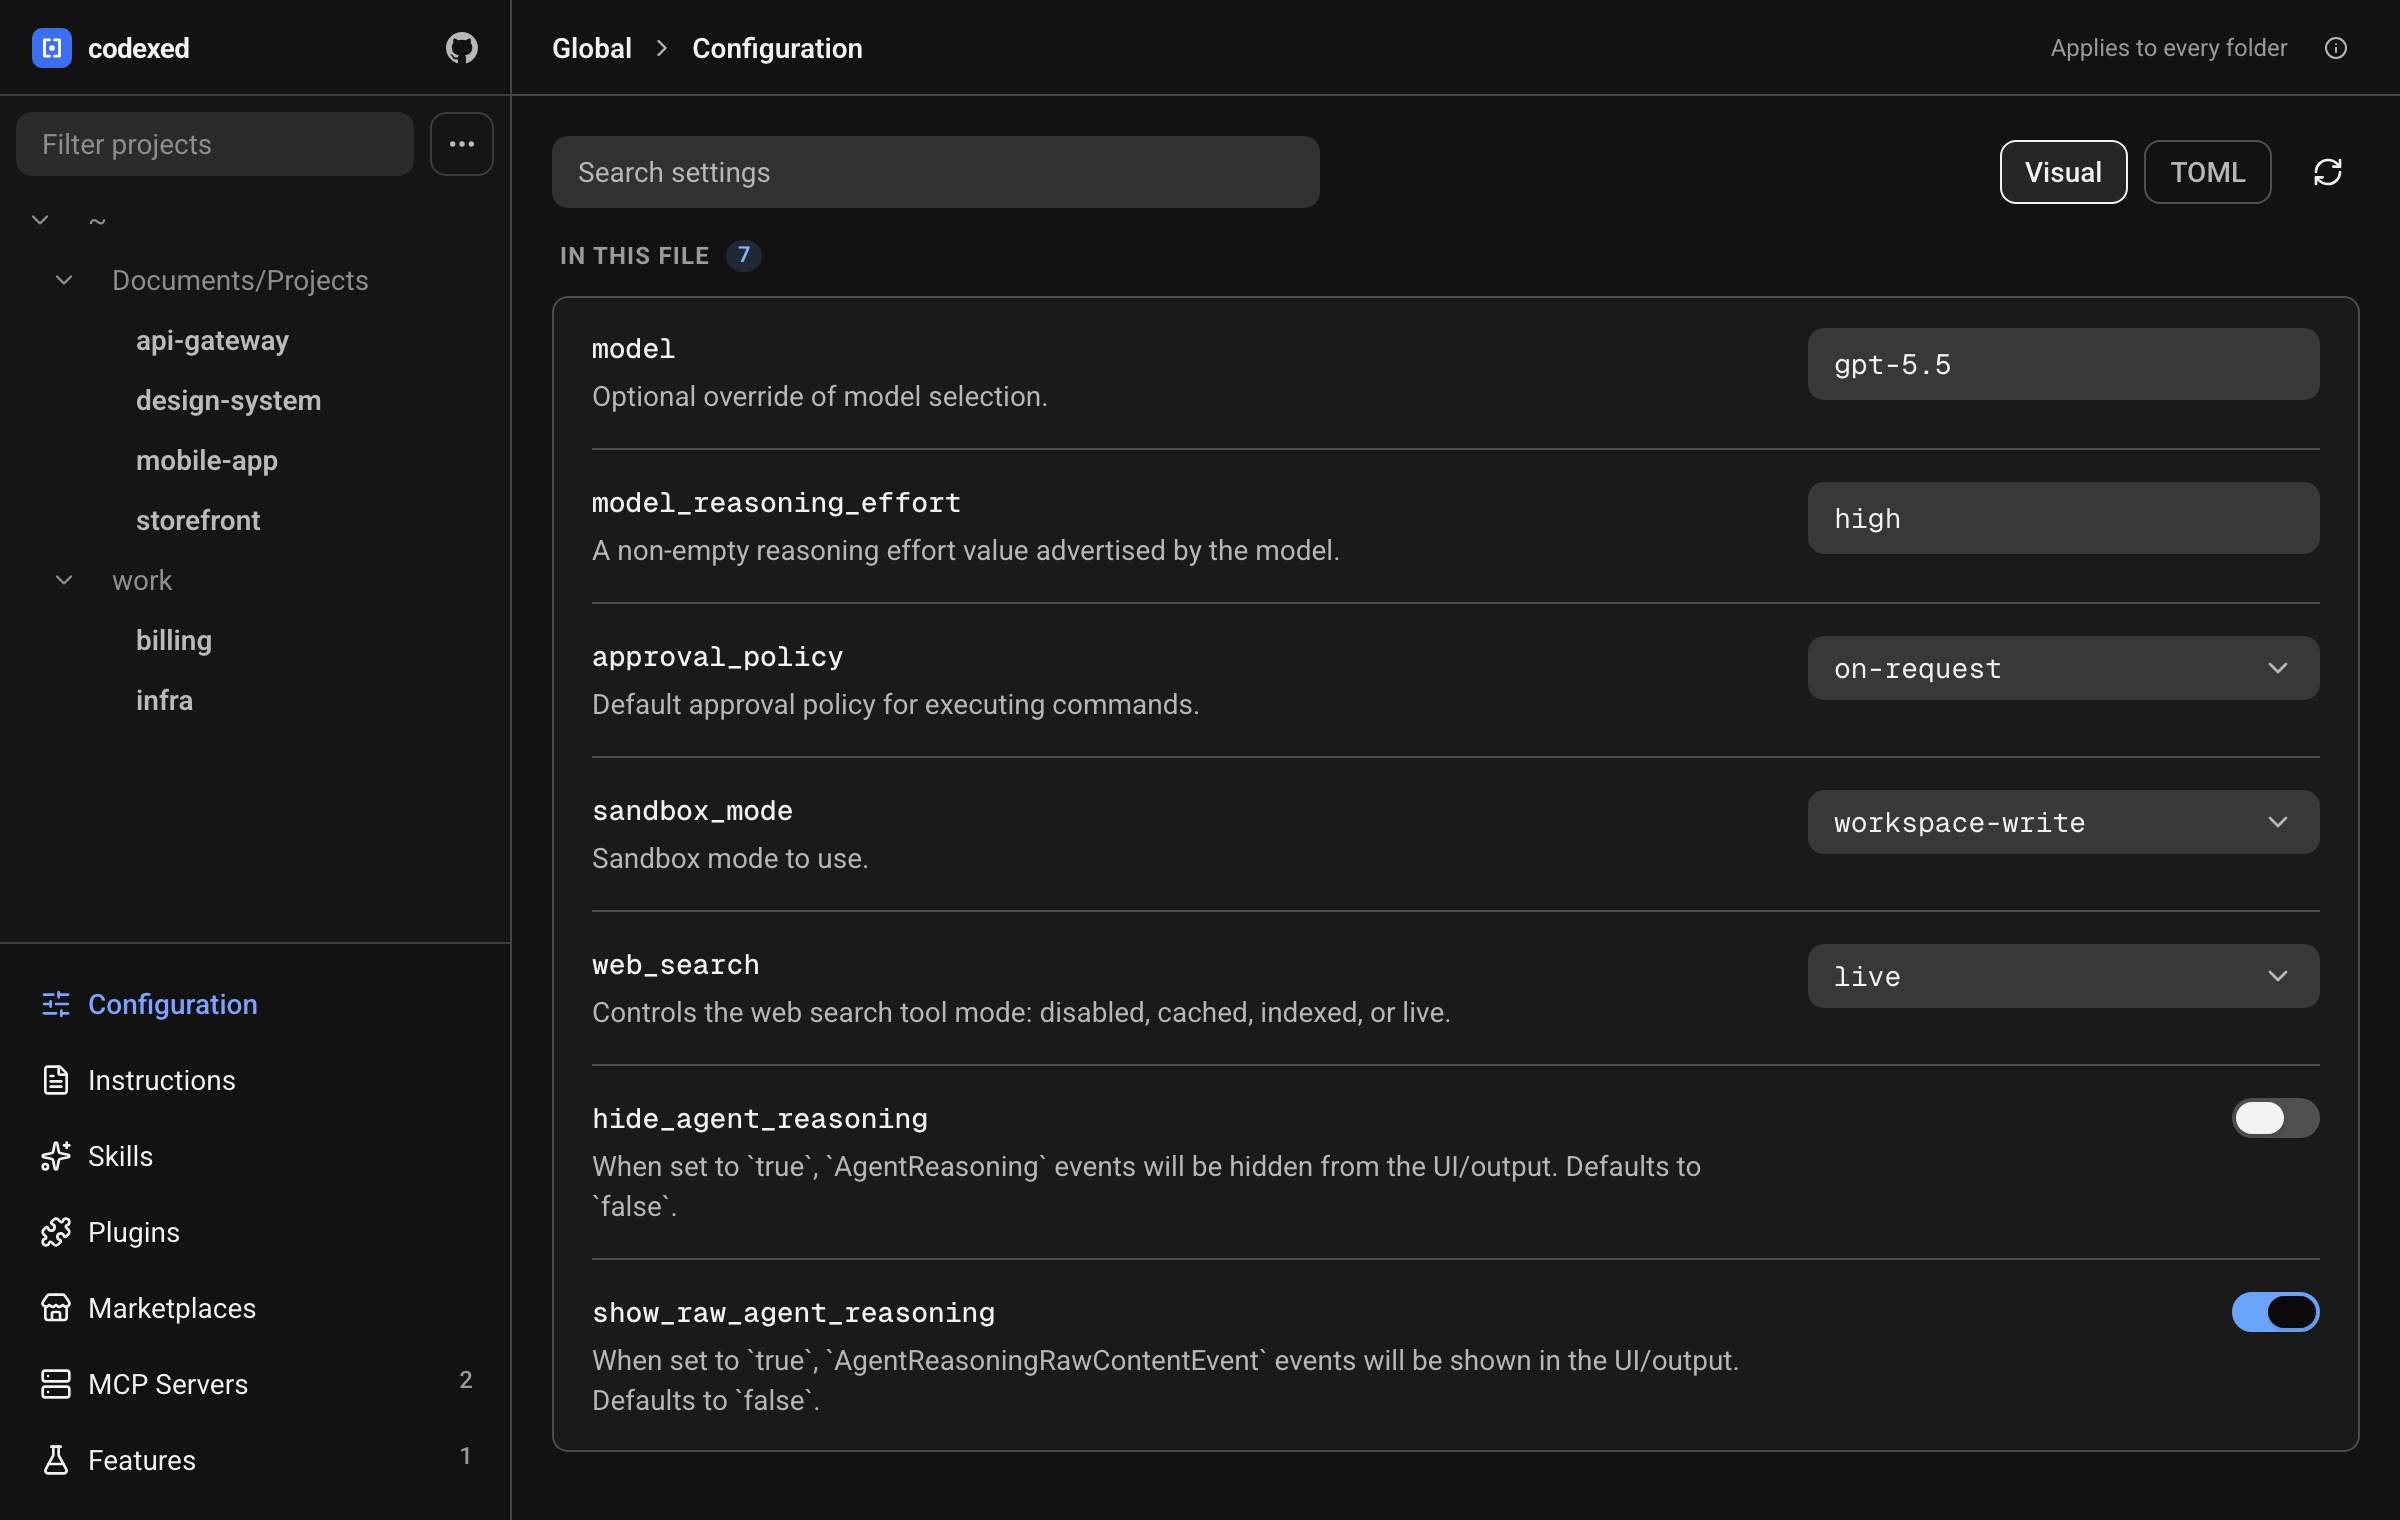 codexed
Filter projects
~
Documents/Projects
api-gateway
design-system
mobile-app
storefront
work
billing
infra
Configuration
Instructions
Skills
Plugins
Marketplaces
MCP Servers 2
Features 1
Global > Configuration
Applies to every folder
Search settings
Visual
TOML
IN THIS FILE 7
model
Optional override of model selection.
gpt-5.5
model_reasoning_effort
A non-empty reasoning effort value advertised by the model.
high
approval_policy
Default approval policy for executing commands.
on-request
sandbox_mode
Sandbox mode to use.
workspace-write
web_search
Controls the web search tool mode: disabled, cached, indexed, or live.
live
hide_agent_reasoning
When set to `true`, `AgentReasoning` events will be hidden from the UI/output. Defaults to
`false`.
show_raw_agent_reasoning
When set to `true`, `AgentReasoningRawContentEvent` events will be shown in the UI/output.
Defaults to `false`.